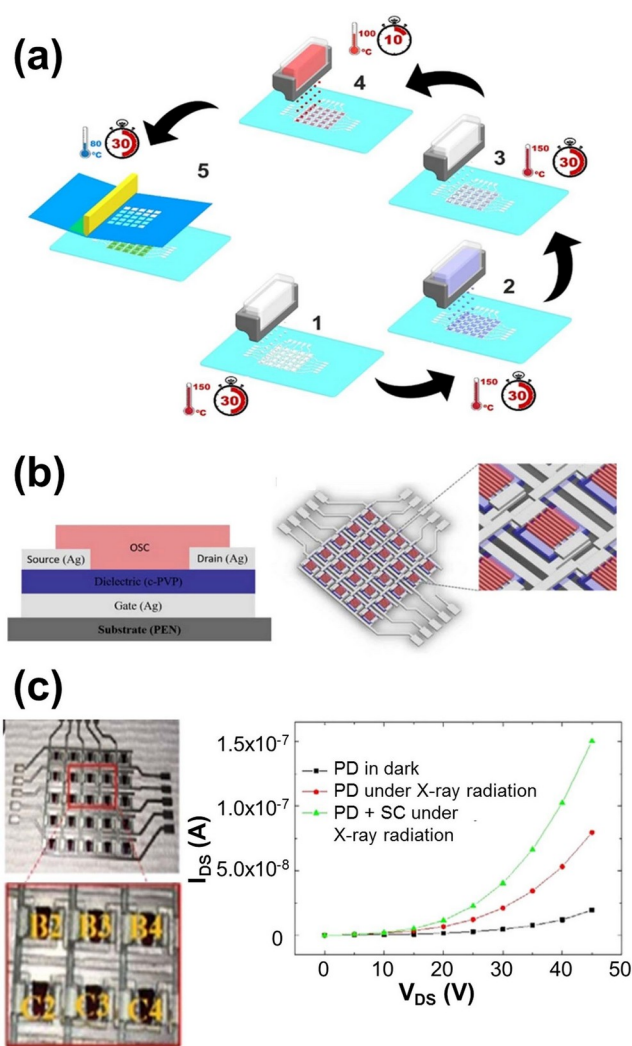 (a)
100
°C
10
4
80
°C
30
5
3
150
°C
30
2
1
150
°C
30
150
°C
30
(b)
OSC
Source (Ag)
Drain (Ag)
Dielectric (c-PVP)
Gate (Ag)
Substrate (PEN)
(c)
B2 B3 B4
C2 C3 C4
1.5x10⁻⁷
1.0x10⁻⁷
5.0x10⁻⁸
0
I_DS (A)
PD in dark
PD under X-ray radiation
PD + SC under
X-ray radiation
0 10 20 30 40 50
V_DS (V)